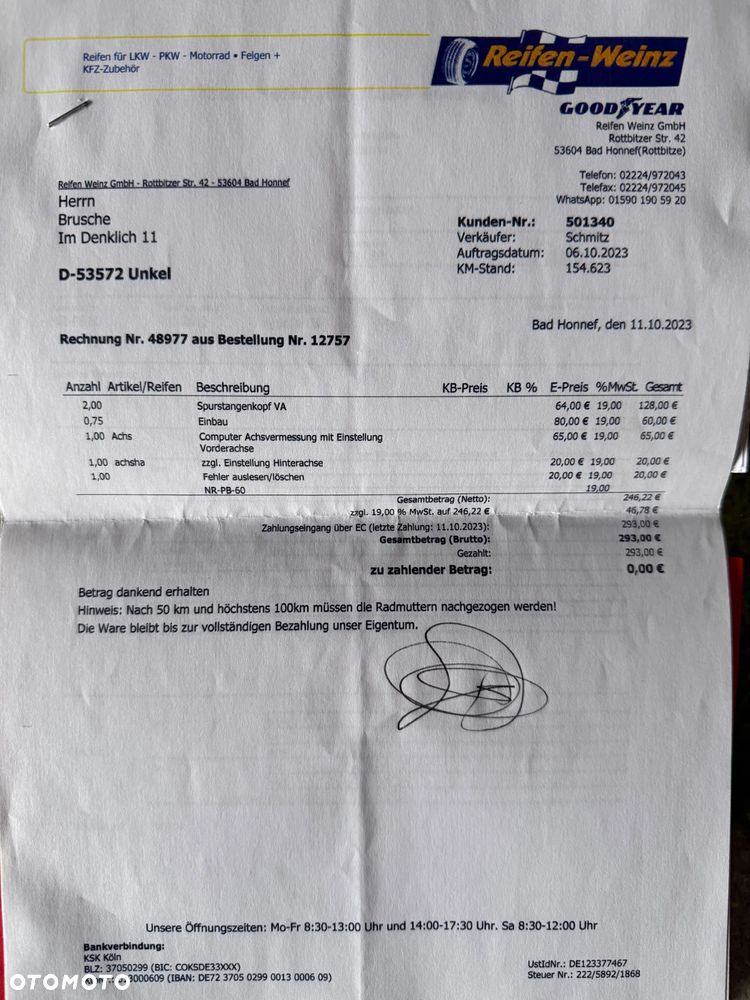 Reifen für LKW - PKW - Motorrad • Felgen +
KFZ-Zubehör
Reifen-Weinz
GOODYEAR
Reifen Weinz GmbH
Rottbitzer Str. 42
53604 Bad Honnef(Rottbitze)
Telefon: 02224/972043
Telefax: 02224/972045
WhatsApp: 01590 190 59 20
Reifen Weinz GmbH - Rottbitzer Str. 42 - 53604 Bad Honnef
Herrn
Brusche
Im Denklich 11
D-53572 Unkel
Kunden-Nr.: 501340
Verkäufer: Schmitz
Auftragsdatum: 06.10.2023
KM-Stand: 154.623
Bad Honnef, den 11.10.2023
Rechnung Nr. 48977 aus Bestellung Nr. 12757
Anzahl Artikel/Reifen Beschreibung KB-Preis KB % E-Preis %MwSt. Gesamt
2,00 Spurstangenkopf VA 64,00 € 19,00 128,00 €
0,75 Einbau 80,00 € 19,00 60,00 €
1,00 Achs Computer Achsvermessung mit Einstellung 65,00 € 19,00 65,00 €
Vorderachse
1,00 achsha zzgl. Einstellung Hinterachse 20,00 € 19,00 20,00 €
1,00 Fehler auslesen/löschen 20,00 € 19,00 20,00 €
NR-PB-60 19,00
Gesamtbetrag (Netto): 246,22 €
zzgl. 19,00 % MwSt. auf 246,22 € 46,78 €
Zahlungseingang über EC (letzte Zahlung: 11.10.2023): 293,00 €
Gesamtbetrag (Brutto): 293,00 €
Gezahlt: 293,00 €
zu zahlender Betrag: 0,00 €
Betrag dankend erhalten
Hinweis: Nach 50 km und höchstens 100km müssen die Radmuttern nachgezogen werden!
Die Ware bleibt bis zur vollständigen Bezahlung unser Eigentum.
Unsere Öffnungszeiten: Mo-Fr 8:30-13:00 Uhr und 14:00-17:30 Uhr. Sa 8:30-12:00 Uhr
Bankverbindung:
KSK Köln
BLZ: 37050299 (BIC: COKSDE33XXX)
3000609 (IBAN: DE72 3705 0299 0013 0006 09)
UstIdNr.: DE123377467
Steuer Nr.: 222/5892/1868
OTOMOTO